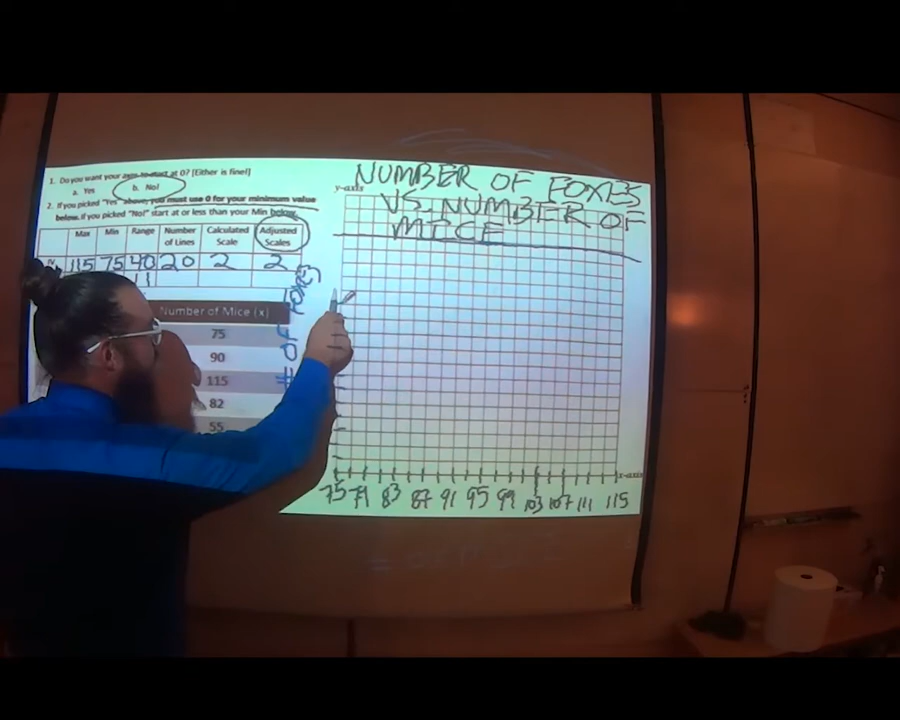 1. Do you want your axis to start at 0? [Either is fine!]
a. Yes b. No!
2. If you picked "Yes" above, you must use 0 for your minimum value
below. If you picked "No!" start at or less than your Min below.
Max Min Range Number of Lines Calculated Scale Adjusted Scales
115 75 40 20 2 2
11
Number of Mice (x)
75
90
115
82
55
# OF FOXES
NUMBER OF FOXES
VS. NUMBER OF
MICE
y-axis
x-axis
75 79 83 87 91 95 99 103 107 111 115